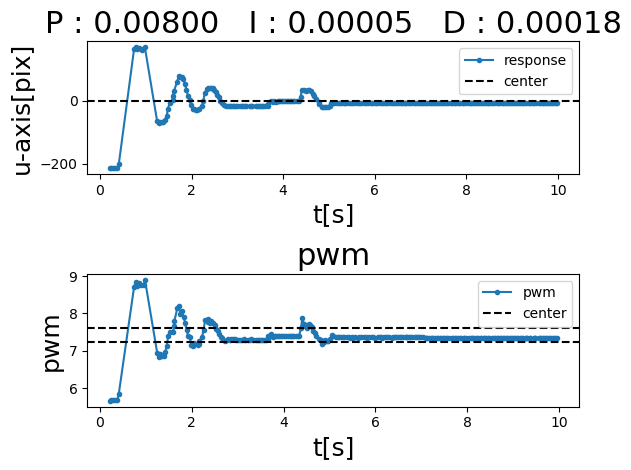 P : 0.00800   I : 0.00005   D : 0.00018
u-axis[pix]
0
−200
response
center
0 2 4 6 8 10
t[s]
pwm
pwm
9
8
7
6
pwm
center
0 2 4 6 8 10
t[s]